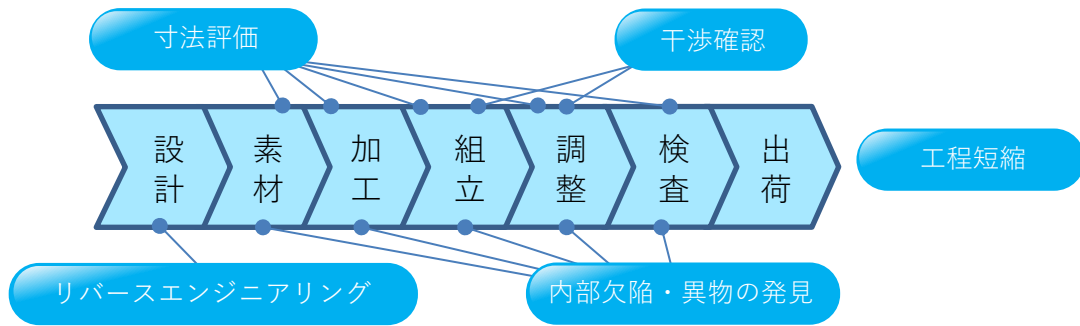 寸法評価
干渉確認
設計
素材
加工
組立
調整
検査
出荷
工程短縮
リバースエンジニアリング
内部欠陥・異物の発見